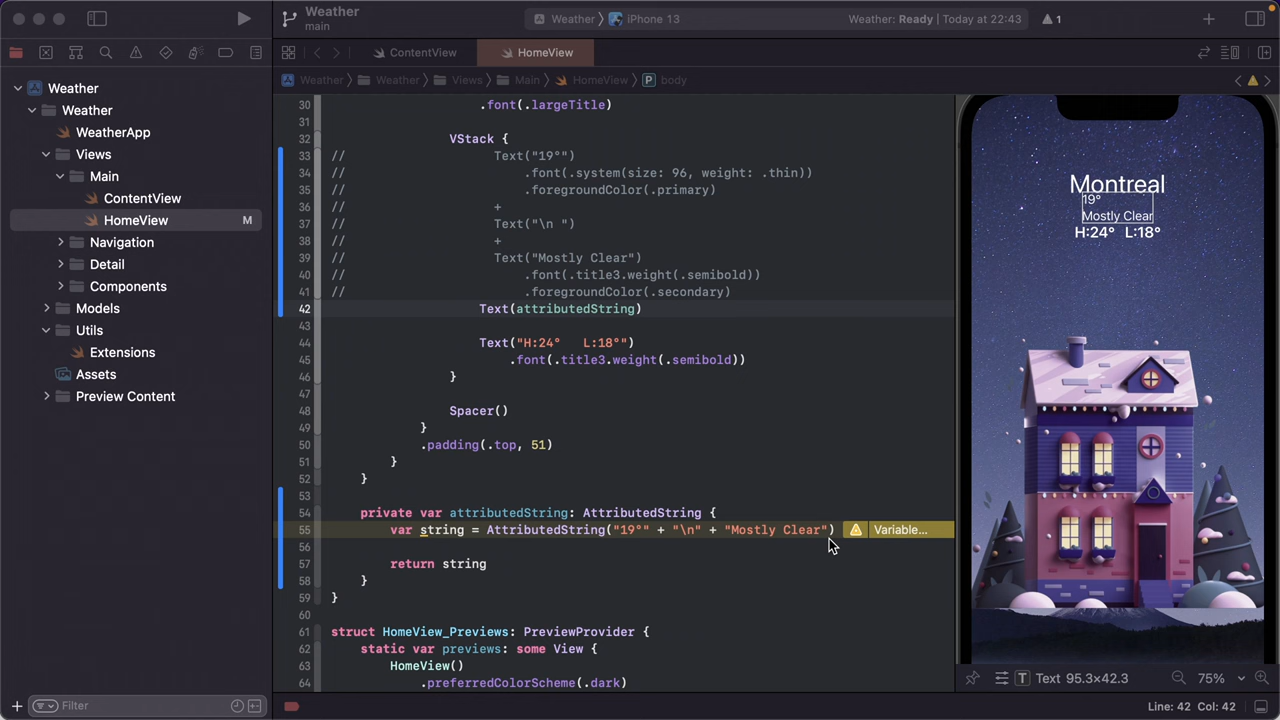 Weather
main
Weather
iPhone 13
Weather: Ready | Today at 22:43
1
ContentView
HomeView
Weather
Weather
Views
Main
HomeView
P
body
Weather
Weather
WeatherApp
Views
Main
ContentView
HomeView
M
Navigation
Detail
Components
Models
Utils
Extensions
Assets
Preview Content
Filter
30 .font(.largeTitle)
31
32 VStack {
33 // Text("19°")
34 // .font(.system(size: 96, weight: .thin))
35 // .foregroundColor(.primary)
36 // +
37 // Text("\n ")
38 // +
39 // Text("Mostly Clear")
40 // .font(.title3.weight(.semibold))
41 // .foregroundColor(.secondary)
42 Text(attributedString)
43
44 Text("H:24°   L:18°")
45 .font(.title3.weight(.semibold))
46 }
47
48 Spacer()
49 }
50 .padding(.top, 51)
51 }
52 }
53
54 private var attributedString: AttributedString {
55 var string = AttributedString("19°" + "\n" + "Mostly Clear")
Variable...
56
57 return string
58 }
59 }
60
61 struct HomeView_Previews: PreviewProvider {
62 static var previews: some View {
63 HomeView()
64 .preferredColorScheme(.dark)
Montreal
19°
Mostly Clear
H:24°   L:18°
T
Text 95.3×42.3
75%
Line: 42 Col: 42